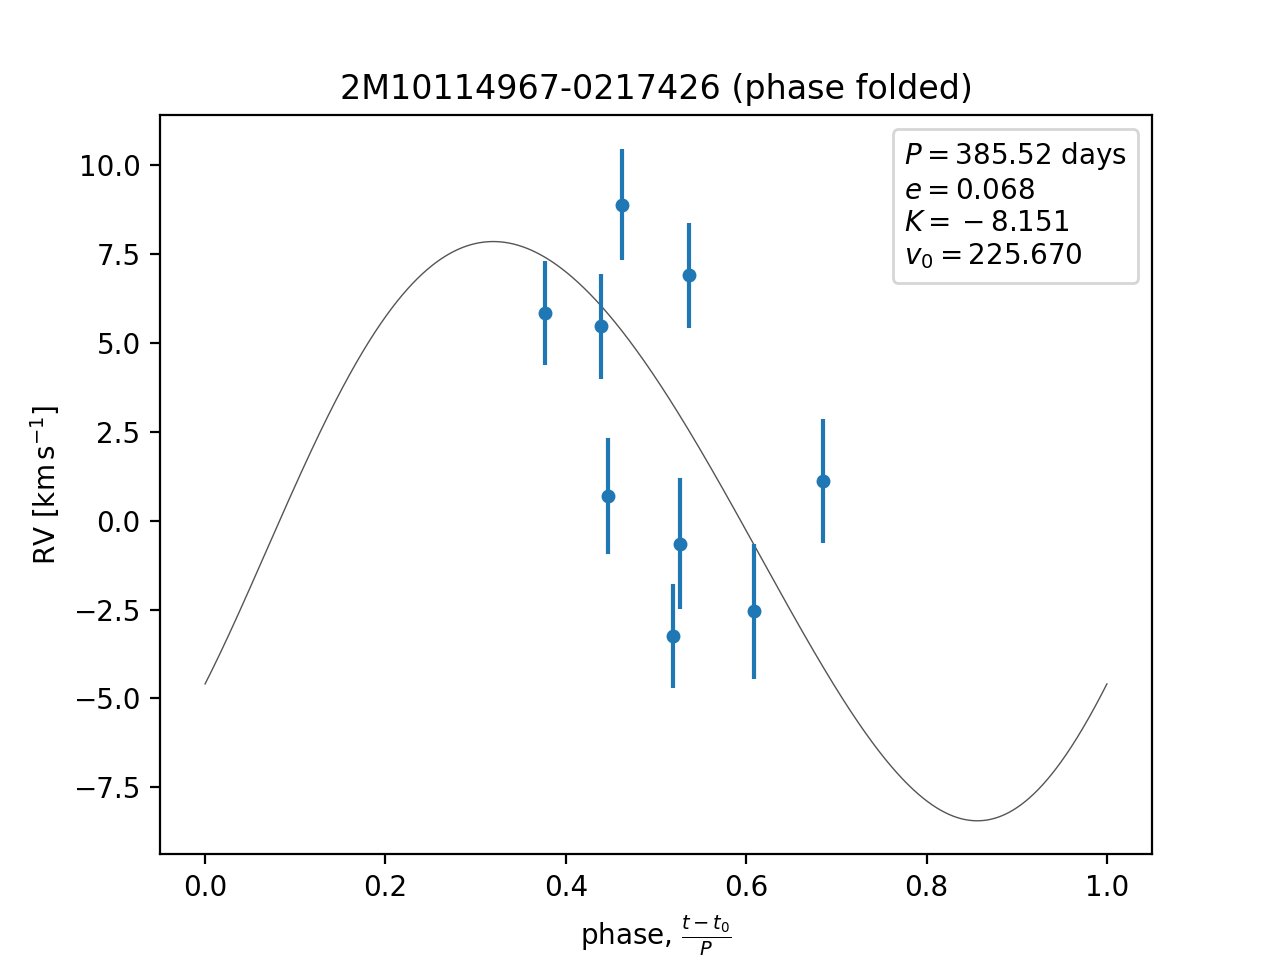 2M10114967-0217426 (phase folded)
P = 385.52 days
e = 0.068
K = −8.151
v₀ = 225.670
10.0
7.5
5.0
2.5
0.0
−2.5
−5.0
−7.5
RV [km s⁻¹]
0.0 0.2 0.4 0.6 0.8 1.0
phase, (t − t₀)/P